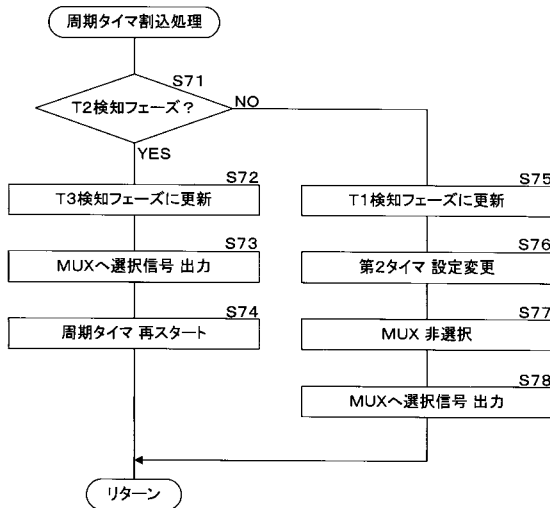 周期タイマ割込処理
S71
T2検知フェーズ？
NO
YES
S72
T3検知フェーズに更新
S73
MUXへ選択信号 出力
S74
周期タイマ 再スタート
S75
T1検知フェーズに更新
S76
第2タイマ 設定変更
S77
MUX 非選択
S78
MUXへ選択信号 出力
リターン